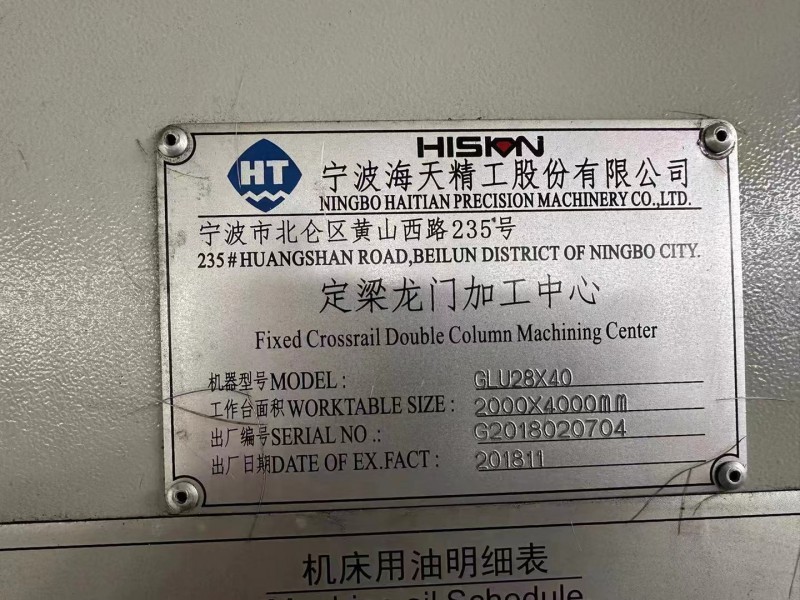 HISION
HT
宁波海天精工股份有限公司
NINGBO HAITIAN PRECISION MACHINERY CO.,LTD.
宁波市北仑区黄山西路235#号
235#HUANGSHAN ROAD,BEILUN DISTRICT OF NINGBO CITY.
定梁龙门加工中心
Fixed Crossrail Double Column Machining Center
机器型号MODEL: GLU28X40
工作台面积WORKTABLE SIZE: 2000X4000mm
出厂编号SERIAL NO.: G2018020704
出厂日期DATE OF EX.FACT: 201811
机床用油明细表
Machine oil Schedule